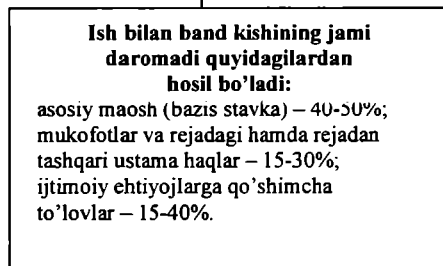 Ish bilan band kishining jami
daromadi quyidagilardan
hosil bo'ladi:
asosiy maosh (bazis stavka) – 40-50%;
mukofotlar va rejadagi hamda rejadan
tashqari ustama haqlar – 15-30%;
ijtimoiy ehtiyojlarga qo'shimcha
to'lovlar – 15-40%.